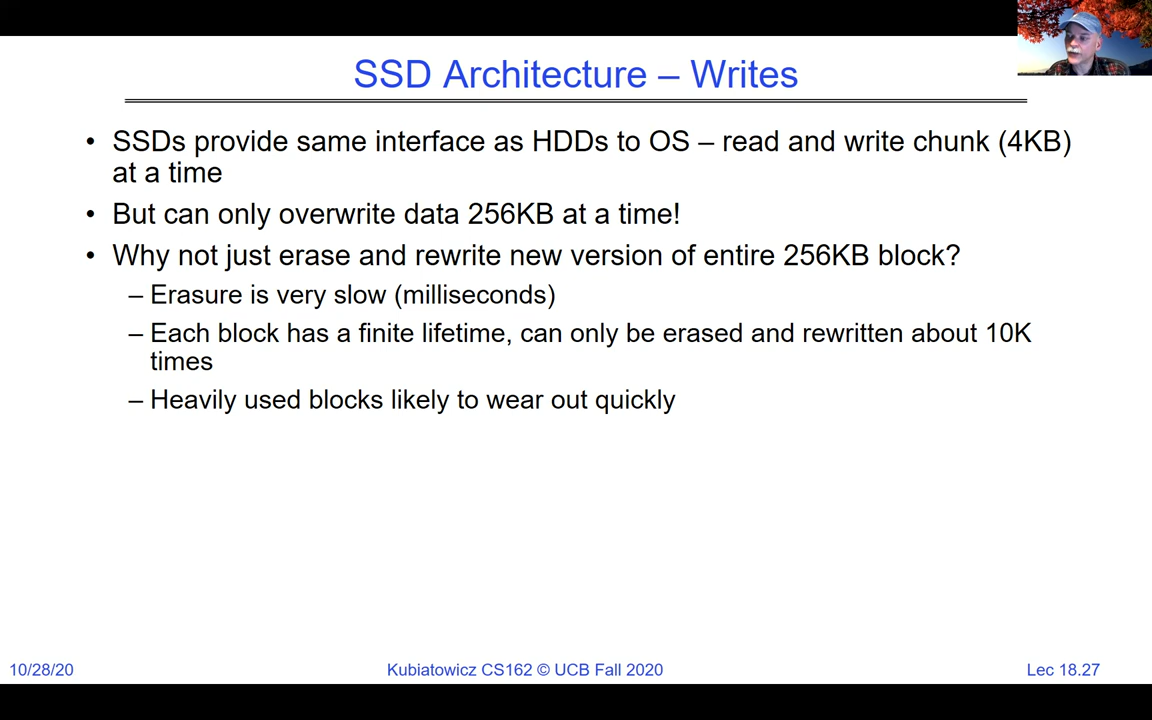 SSD Architecture – Writes
• SSDs provide same interface as HDDs to OS – read and write chunk (4KB)
at a time
• But can only overwrite data 256KB at a time!
• Why not just erase and rewrite new version of entire 256KB block?
– Erasure is very slow (milliseconds)
– Each block has a finite lifetime, can only be erased and rewritten about 10K
times
– Heavily used blocks likely to wear out quickly
10/28/20
Kubiatowicz CS162 © UCB Fall 2020
Lec 18.27